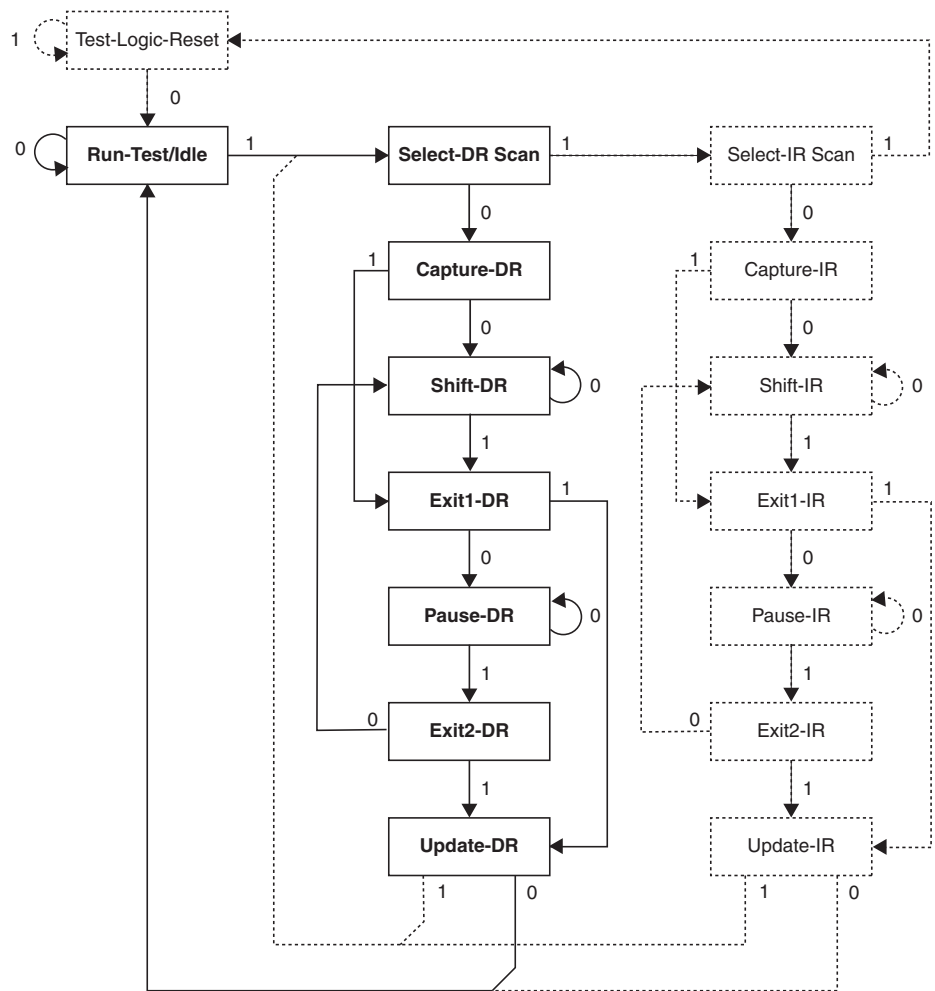 1
Test-Logic-Reset
0
0
Run-Test/Idle
1
Select-DR Scan
1
Select-IR Scan
1
0
0
1
Capture-DR
1
Capture-IR
0
0
Shift-DR
0
Shift-IR
0
1
1
Exit1-DR
1
Exit1-IR
1
0
0
Pause-DR
0
Pause-IR
0
1
1
0
Exit2-DR
0
Exit2-IR
1
1
Update-DR
Update-IR
1
0
1
0